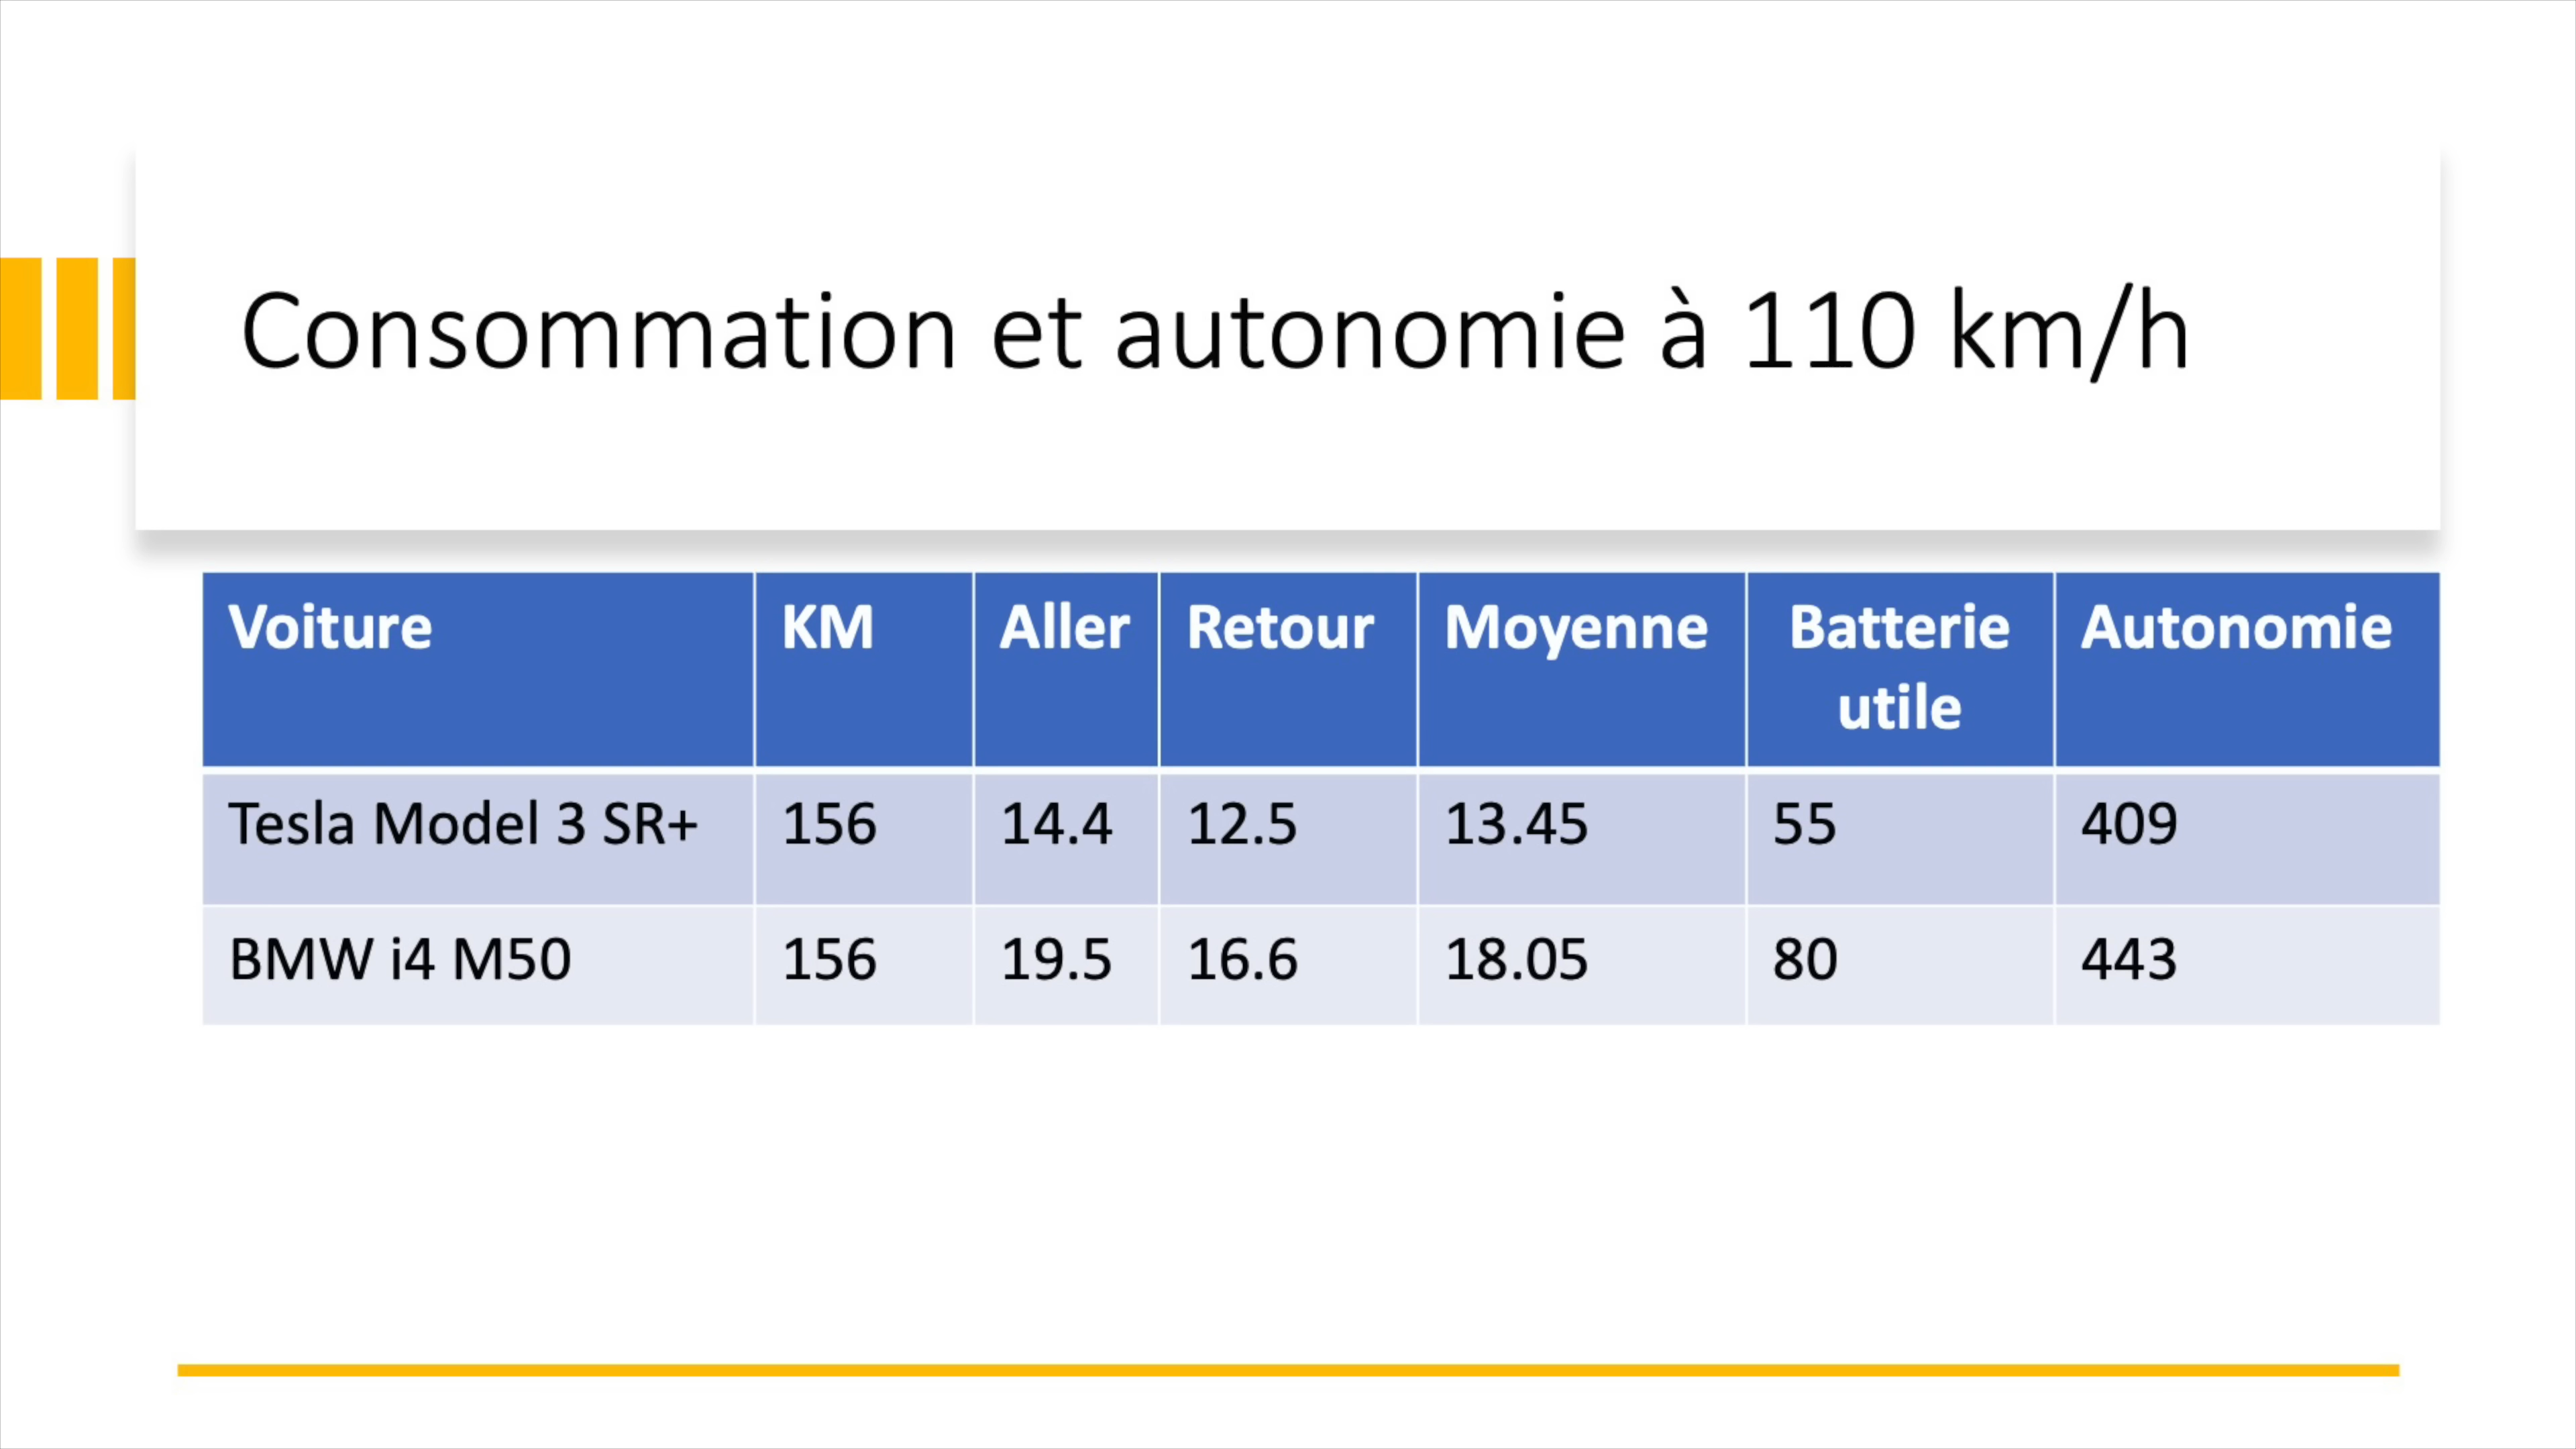 Consommation et autonomie à 110 km/h
Voiture KM Aller Retour Moyenne Batterie utile Autonomie
Tesla Model 3 SR+ 156 14.4 12.5 13.45 55 409
BMW i4 M50 156 19.5 16.6 18.05 80 443